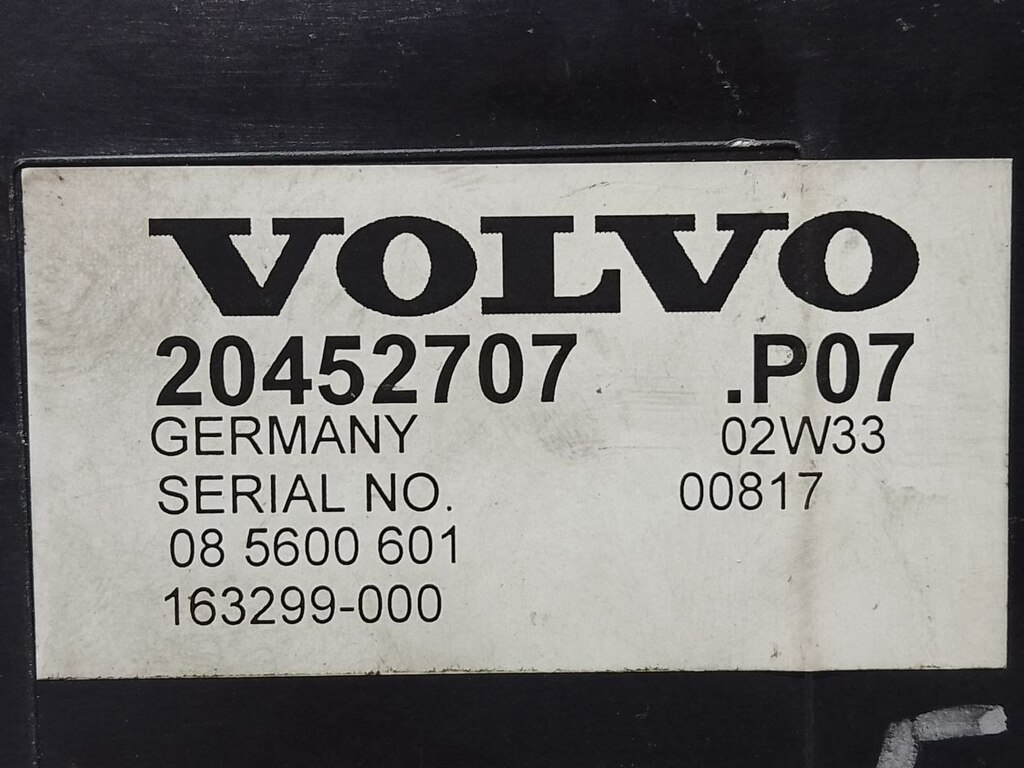 VOLVO
20452707 .P07
GERMANY 02W33
SERIAL NO. 00817
08 5600 601
163299-000